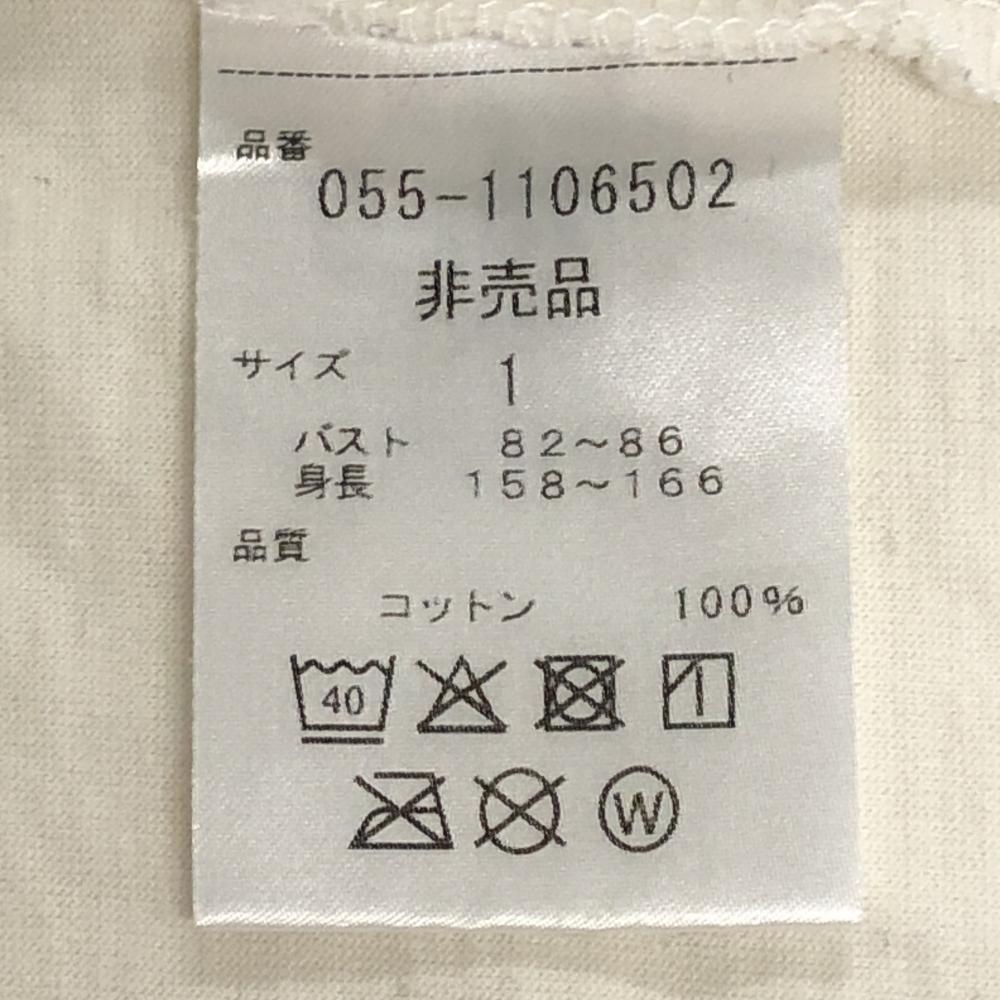 品番
055-1106502
非売品
サイズ 1
バスト 82~86
身長 158~166
品質
コットン 100%
40
W